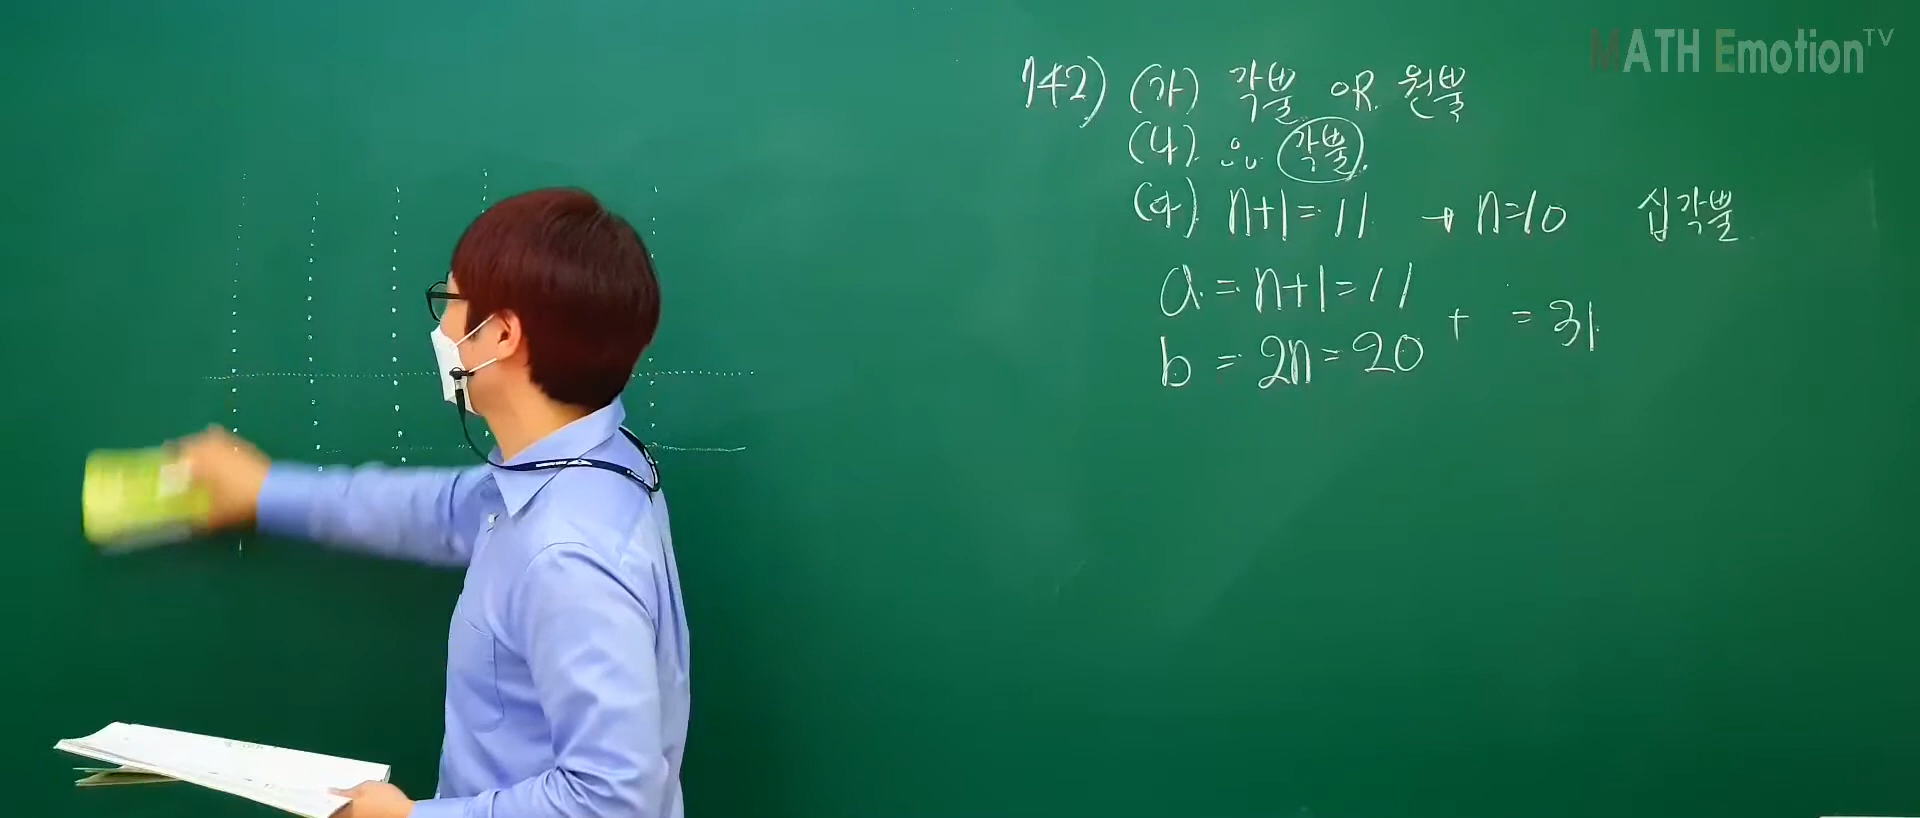 MATH Emotion TV
742) (가) 각뿔 OR 원뿔
(나) ∴ 각뿔.
(다) n+1=11 → n=10 십각뿔
a = n+1=11
b = 2n=20 + = 31